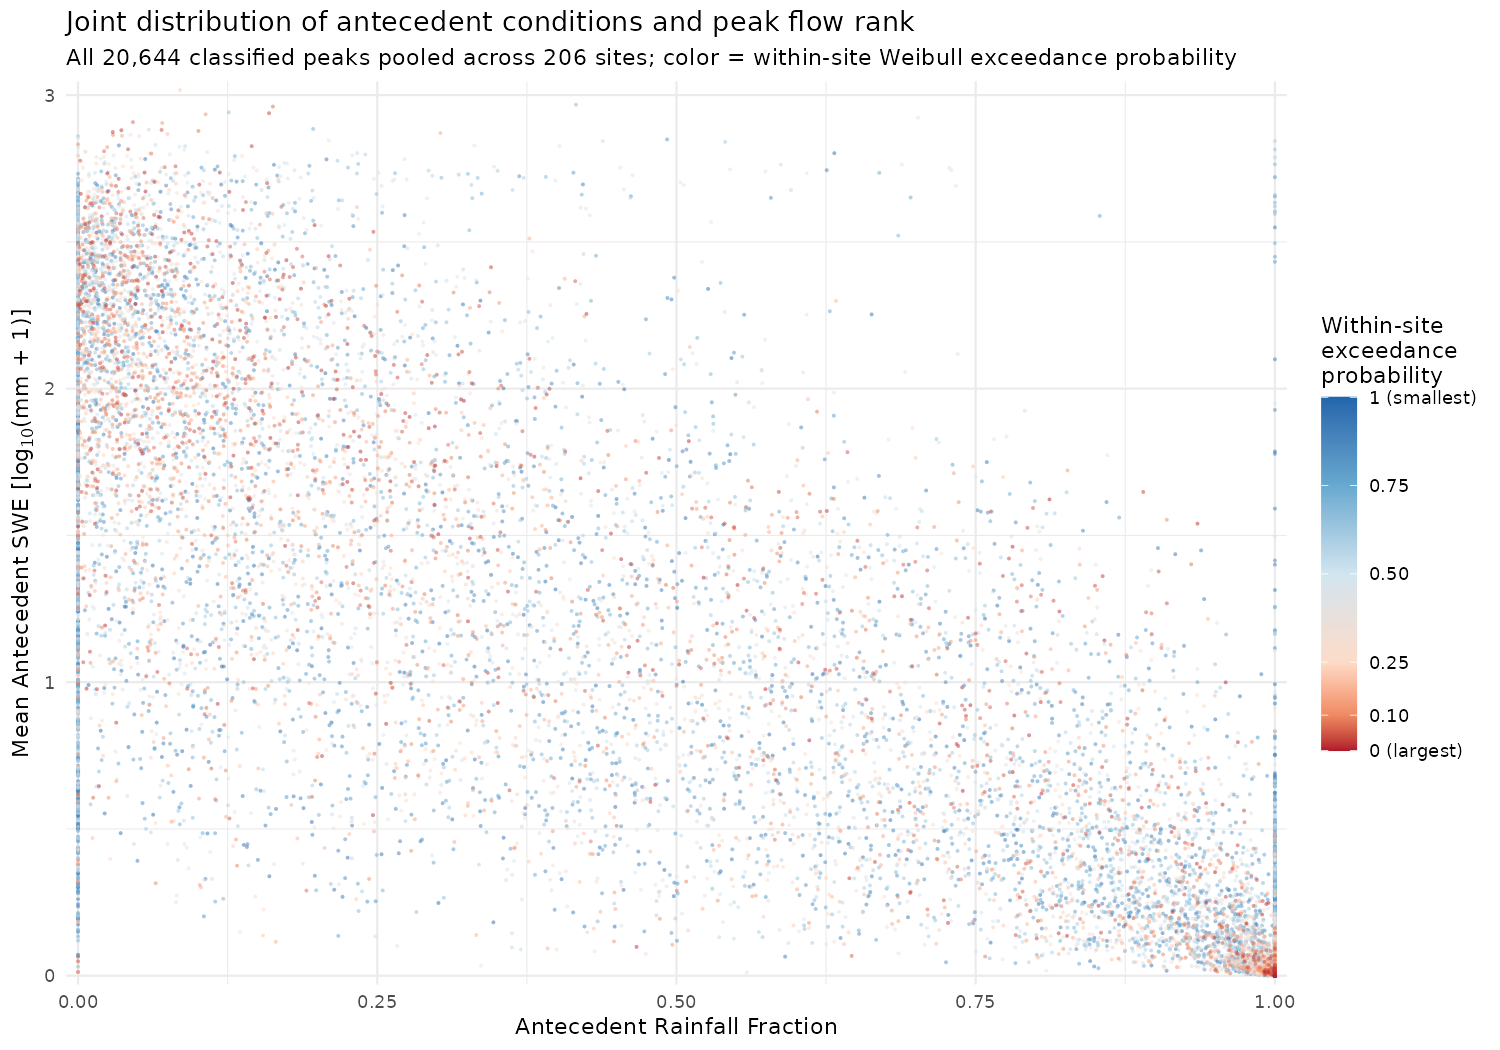 Joint distribution of antecedent conditions and peak flow rank
All 20,644 classified peaks pooled across 206 sites; color = within-site Weibull exceedance probability
Mean Antecedent SWE [log10(mm + 1)]
3
2
1
0
0.00
0.25
0.50
0.75
1.00
Antecedent Rainfall Fraction
Within-site
exceedance
probability
1 (smallest)
0.75
0.50
0.25
0.10
0 (largest)